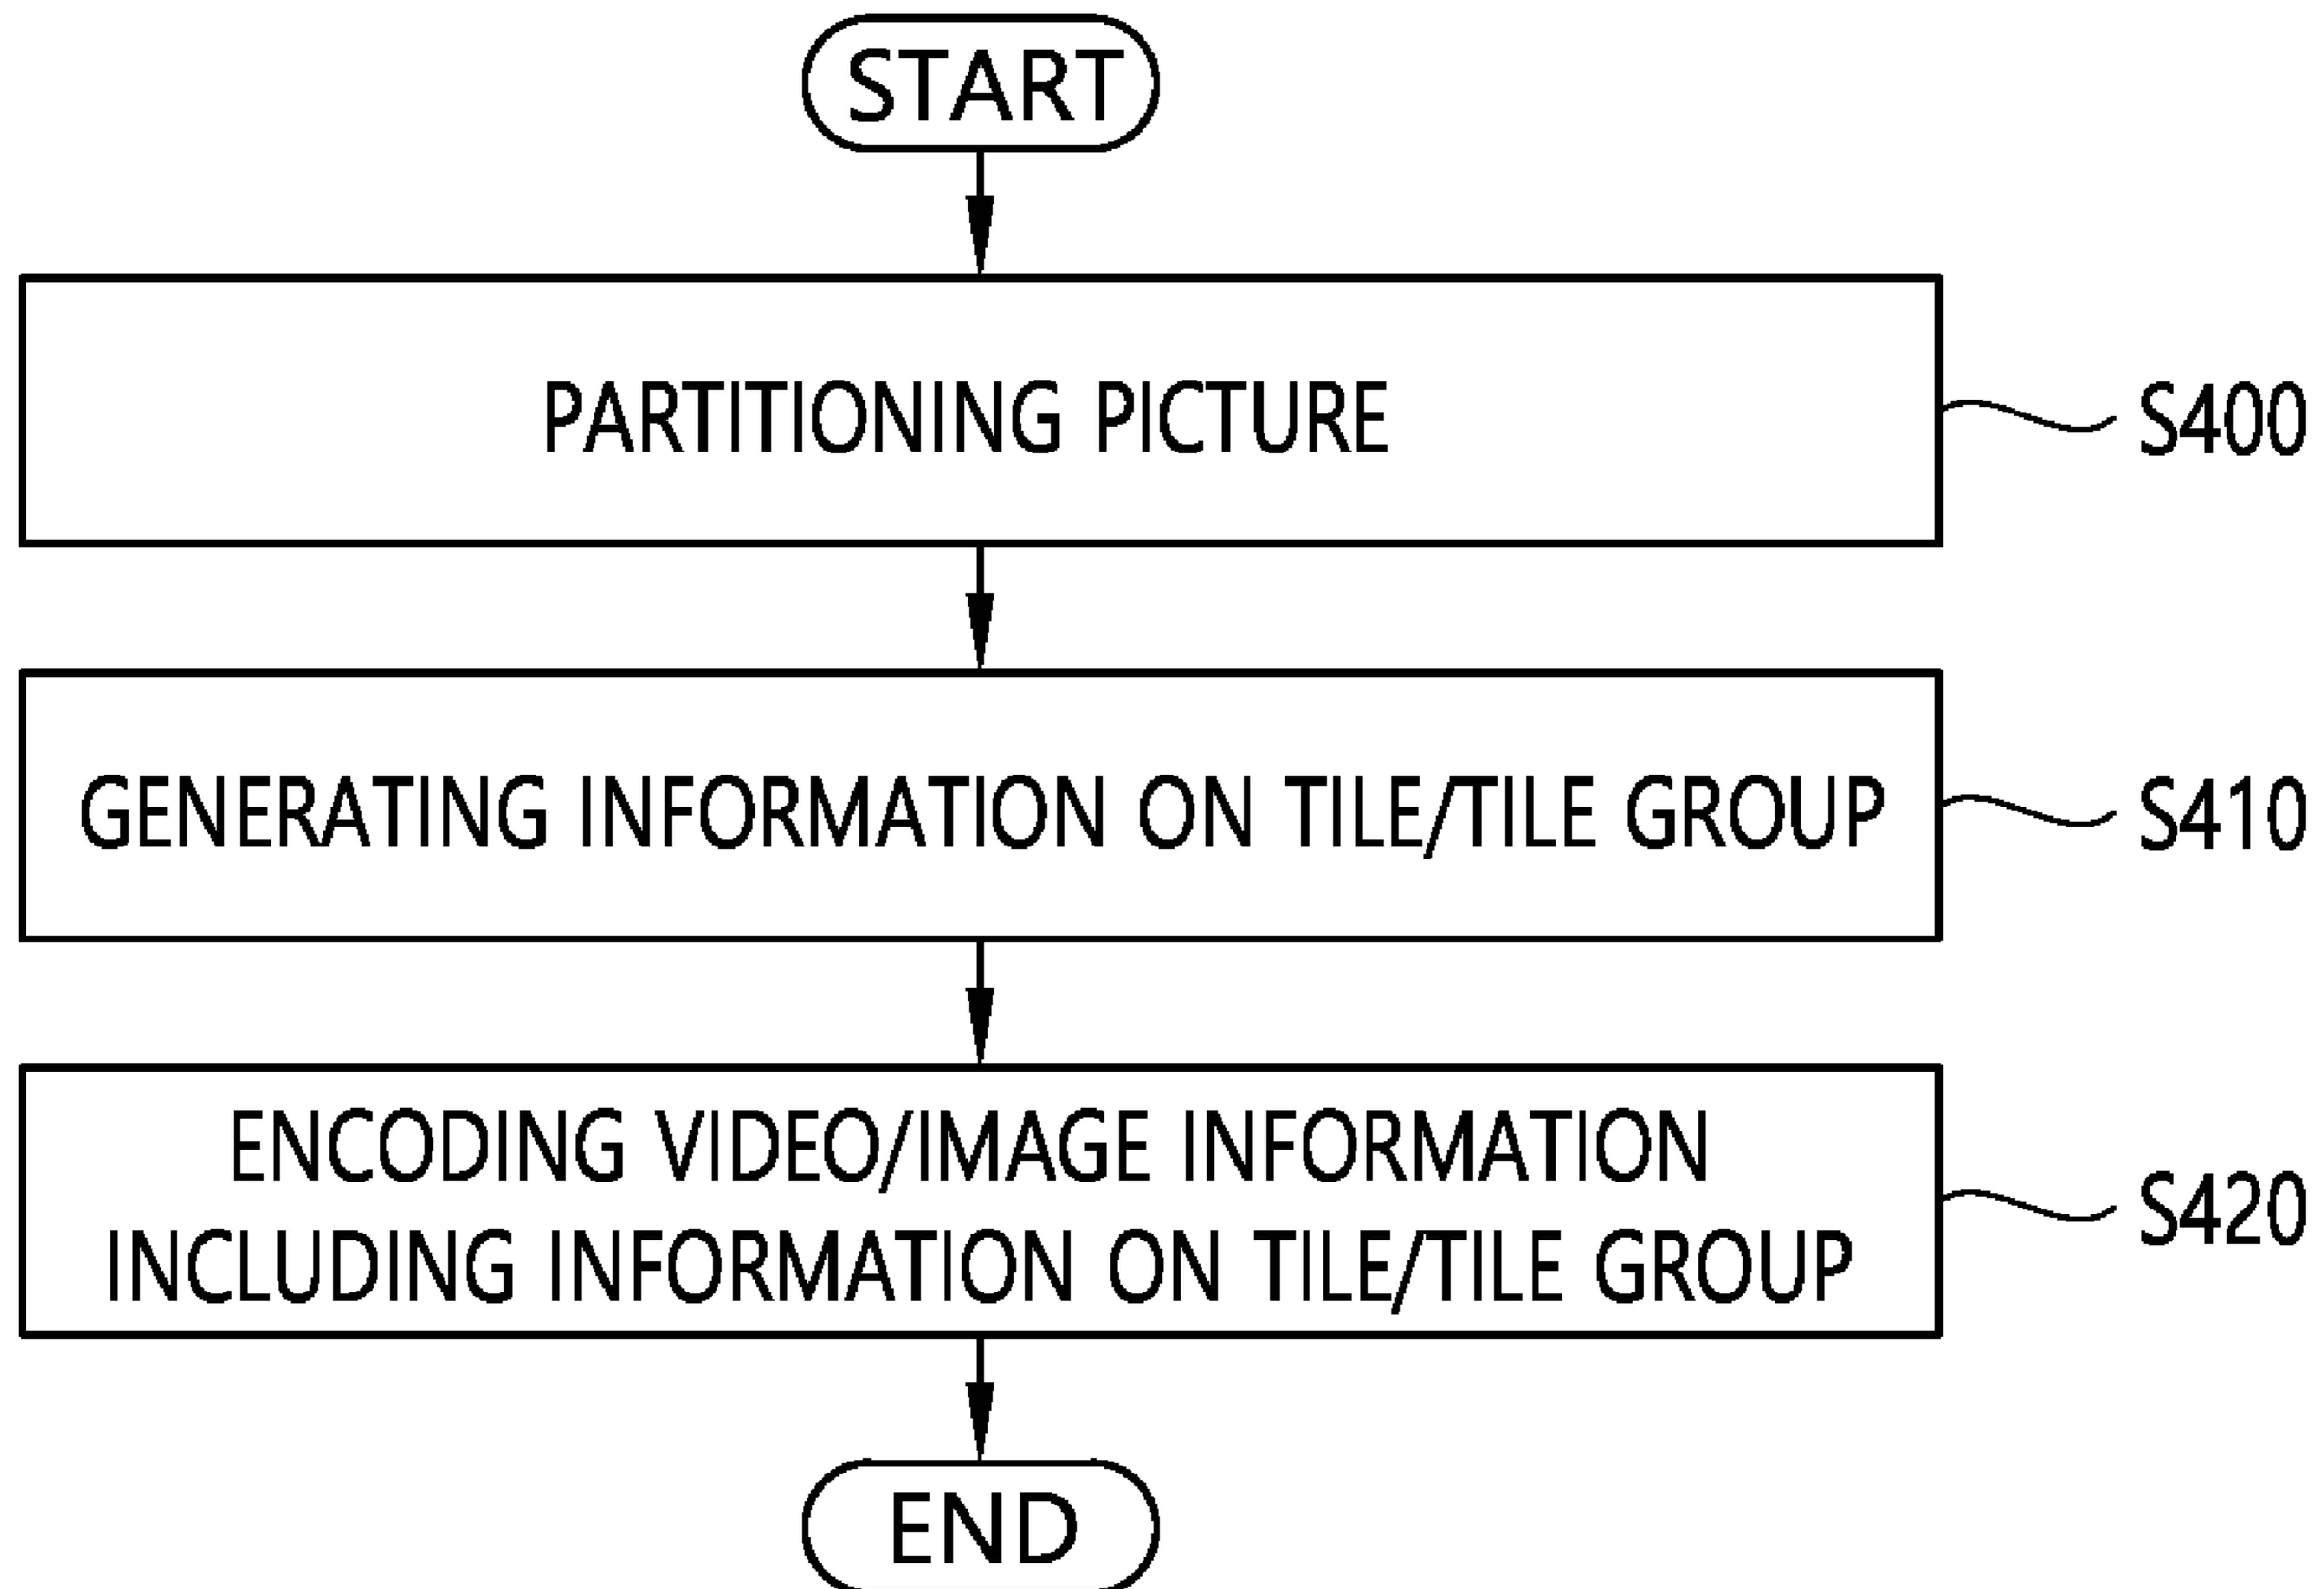 START
PARTITIONING PICTURE
S400
GENERATING INFORMATION ON TILE/TILE GROUP
S410
ENCODING VIDEO/IMAGE INFORMATION
INCLUDING INFORMATION ON TILE/TILE GROUP
S420
END